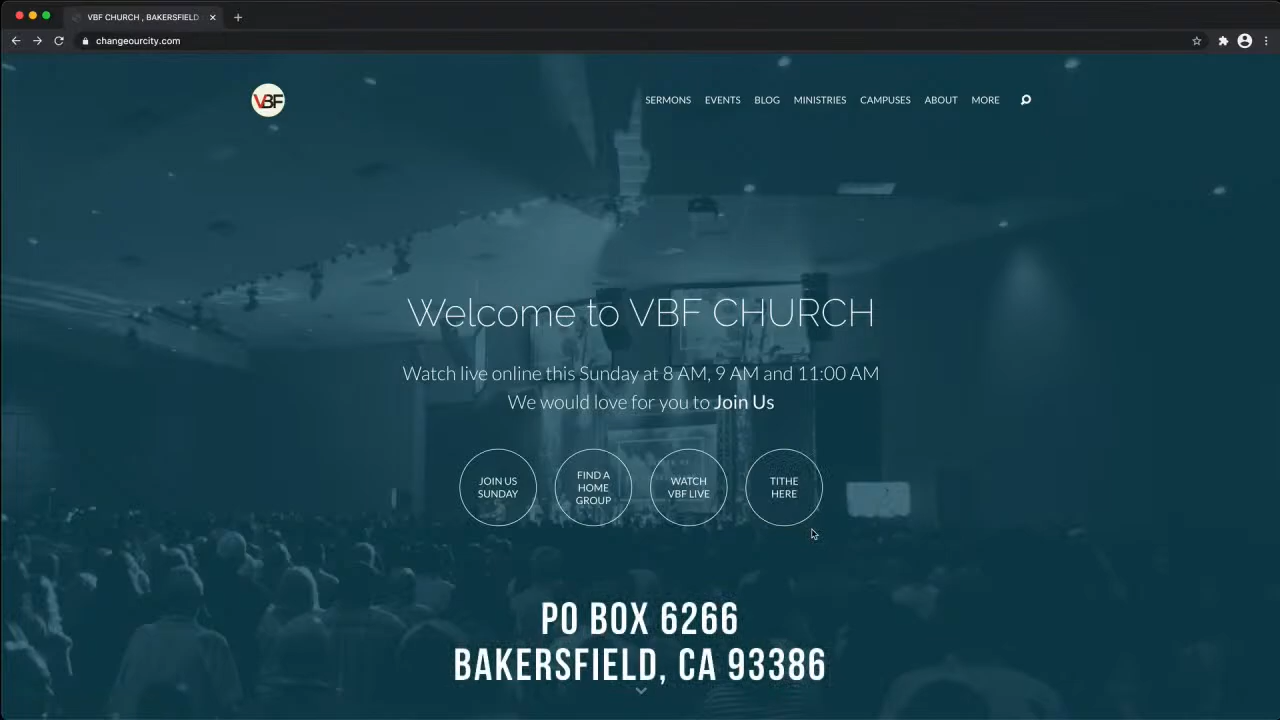 VBF CHURCH , BAKERSFIELD
changeourcity.com
VBF
SERMONS EVENTS BLOG MINISTRIES CAMPUSES ABOUT MORE
Welcome to VBF CHURCH
Watch live online this Sunday at 8 AM, 9 AM and 11:00 AM
We would love for you to Join Us
JOIN US
SUNDAY
FIND A
HOME
GROUP
WATCH
VBF LIVE
TITHE
HERE
PO BOX 6266
BAKERSFIELD, CA 93386